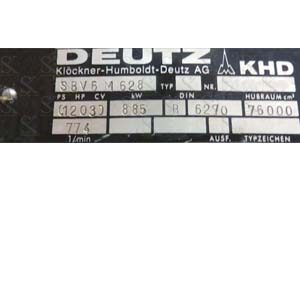 DEUTZ
Klöckner-Humboldt-Deutz AG KHD
SBV6 M 628 TYP NR.
PS HP CV kW DIN HUBRAUM cm³
(1203) 885 R 6270 76000
774
1/min AUSF. TYPZEICHEN